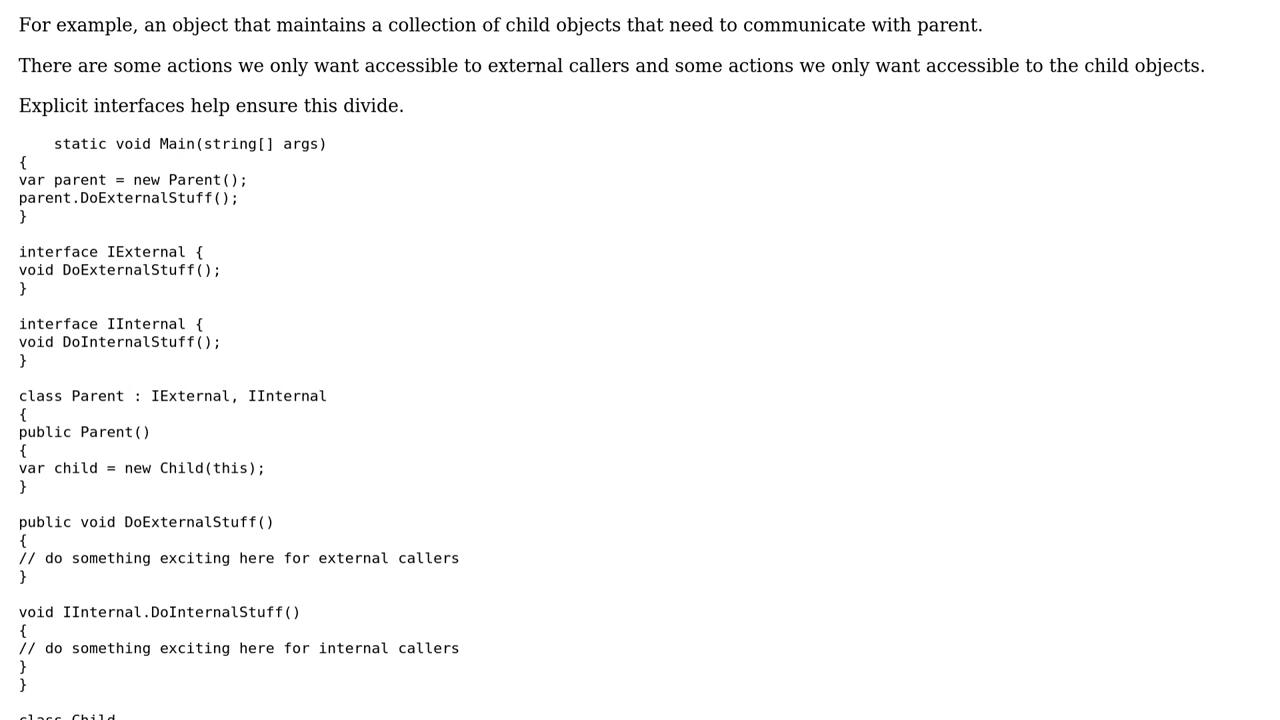 For example, an object that maintains a collection of child objects that need to communicate with parent.
There are some actions we only want accessible to external callers and some actions we only want accessible to the child objects.
Explicit interfaces help ensure this divide.
static void Main(string[] args)
{
var parent = new Parent();
parent.DoExternalStuff();
}
interface IExternal {
void DoExternalStuff();
}
interface IInternal {
void DoInternalStuff();
}
class Parent : IExternal, IInternal
{
public Parent()
{
var child = new Child(this);
}
public void DoExternalStuff()
{
// do something exciting here for external callers
}
void IInternal.DoInternalStuff()
{
// do something exciting here for internal callers
}
}
class Child